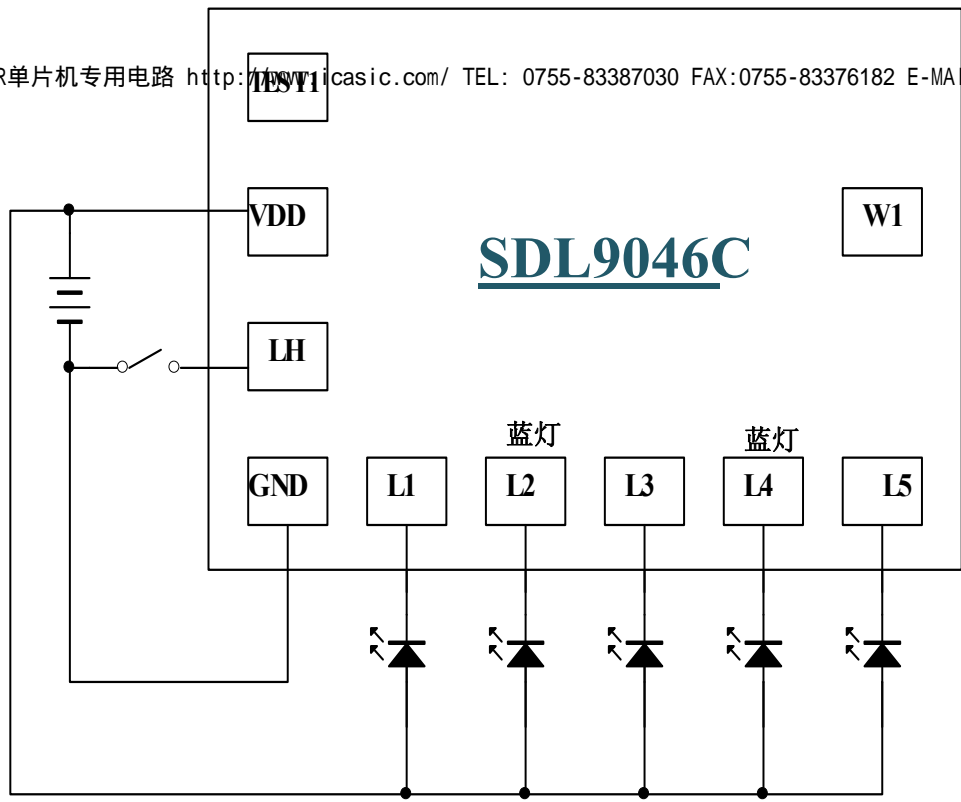 R单片机专用电路 http://www.icasic.com/ TEL: 0755-83387030 FAX:0755-83376182 E-MAI
TEST1
VDD
W1
SDL9046C
LH
蓝灯
蓝灯
GND
L1
L2
L3
L4
L5